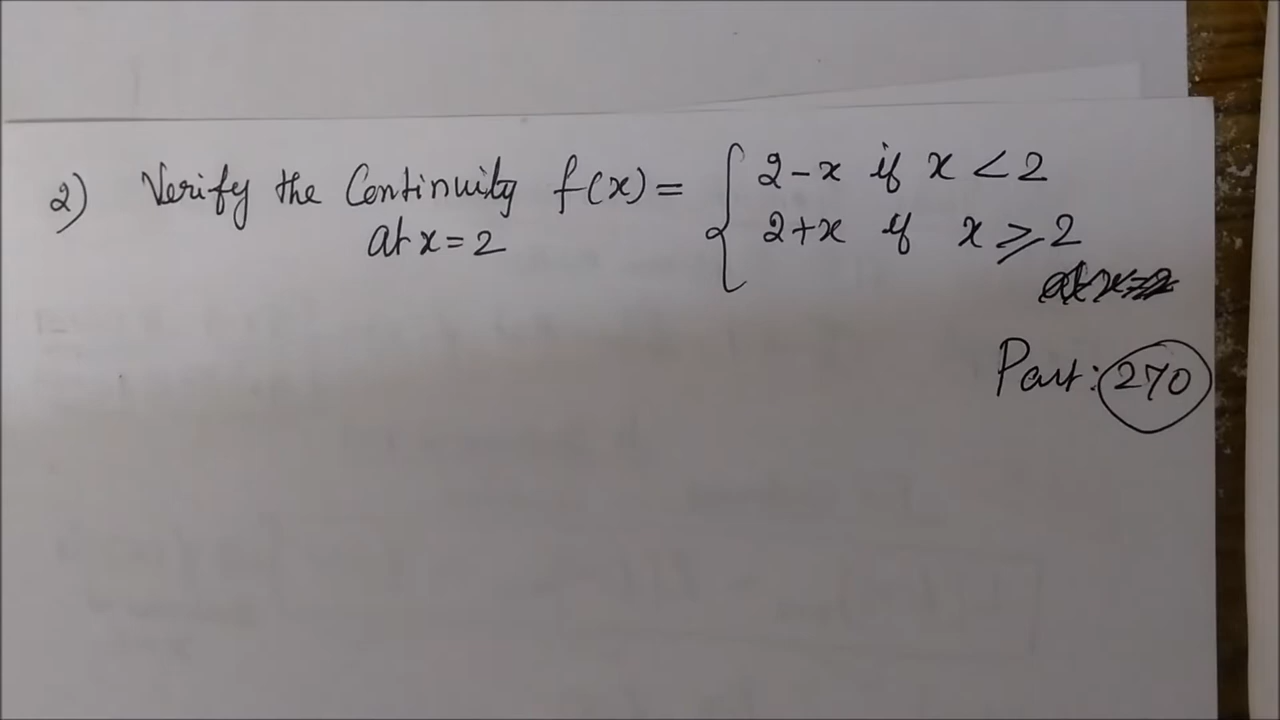 2) Verify the Continuity f(x) = { 2-x if x < 2
at x = 2 2+x if x ⩾ 2
Part: 270